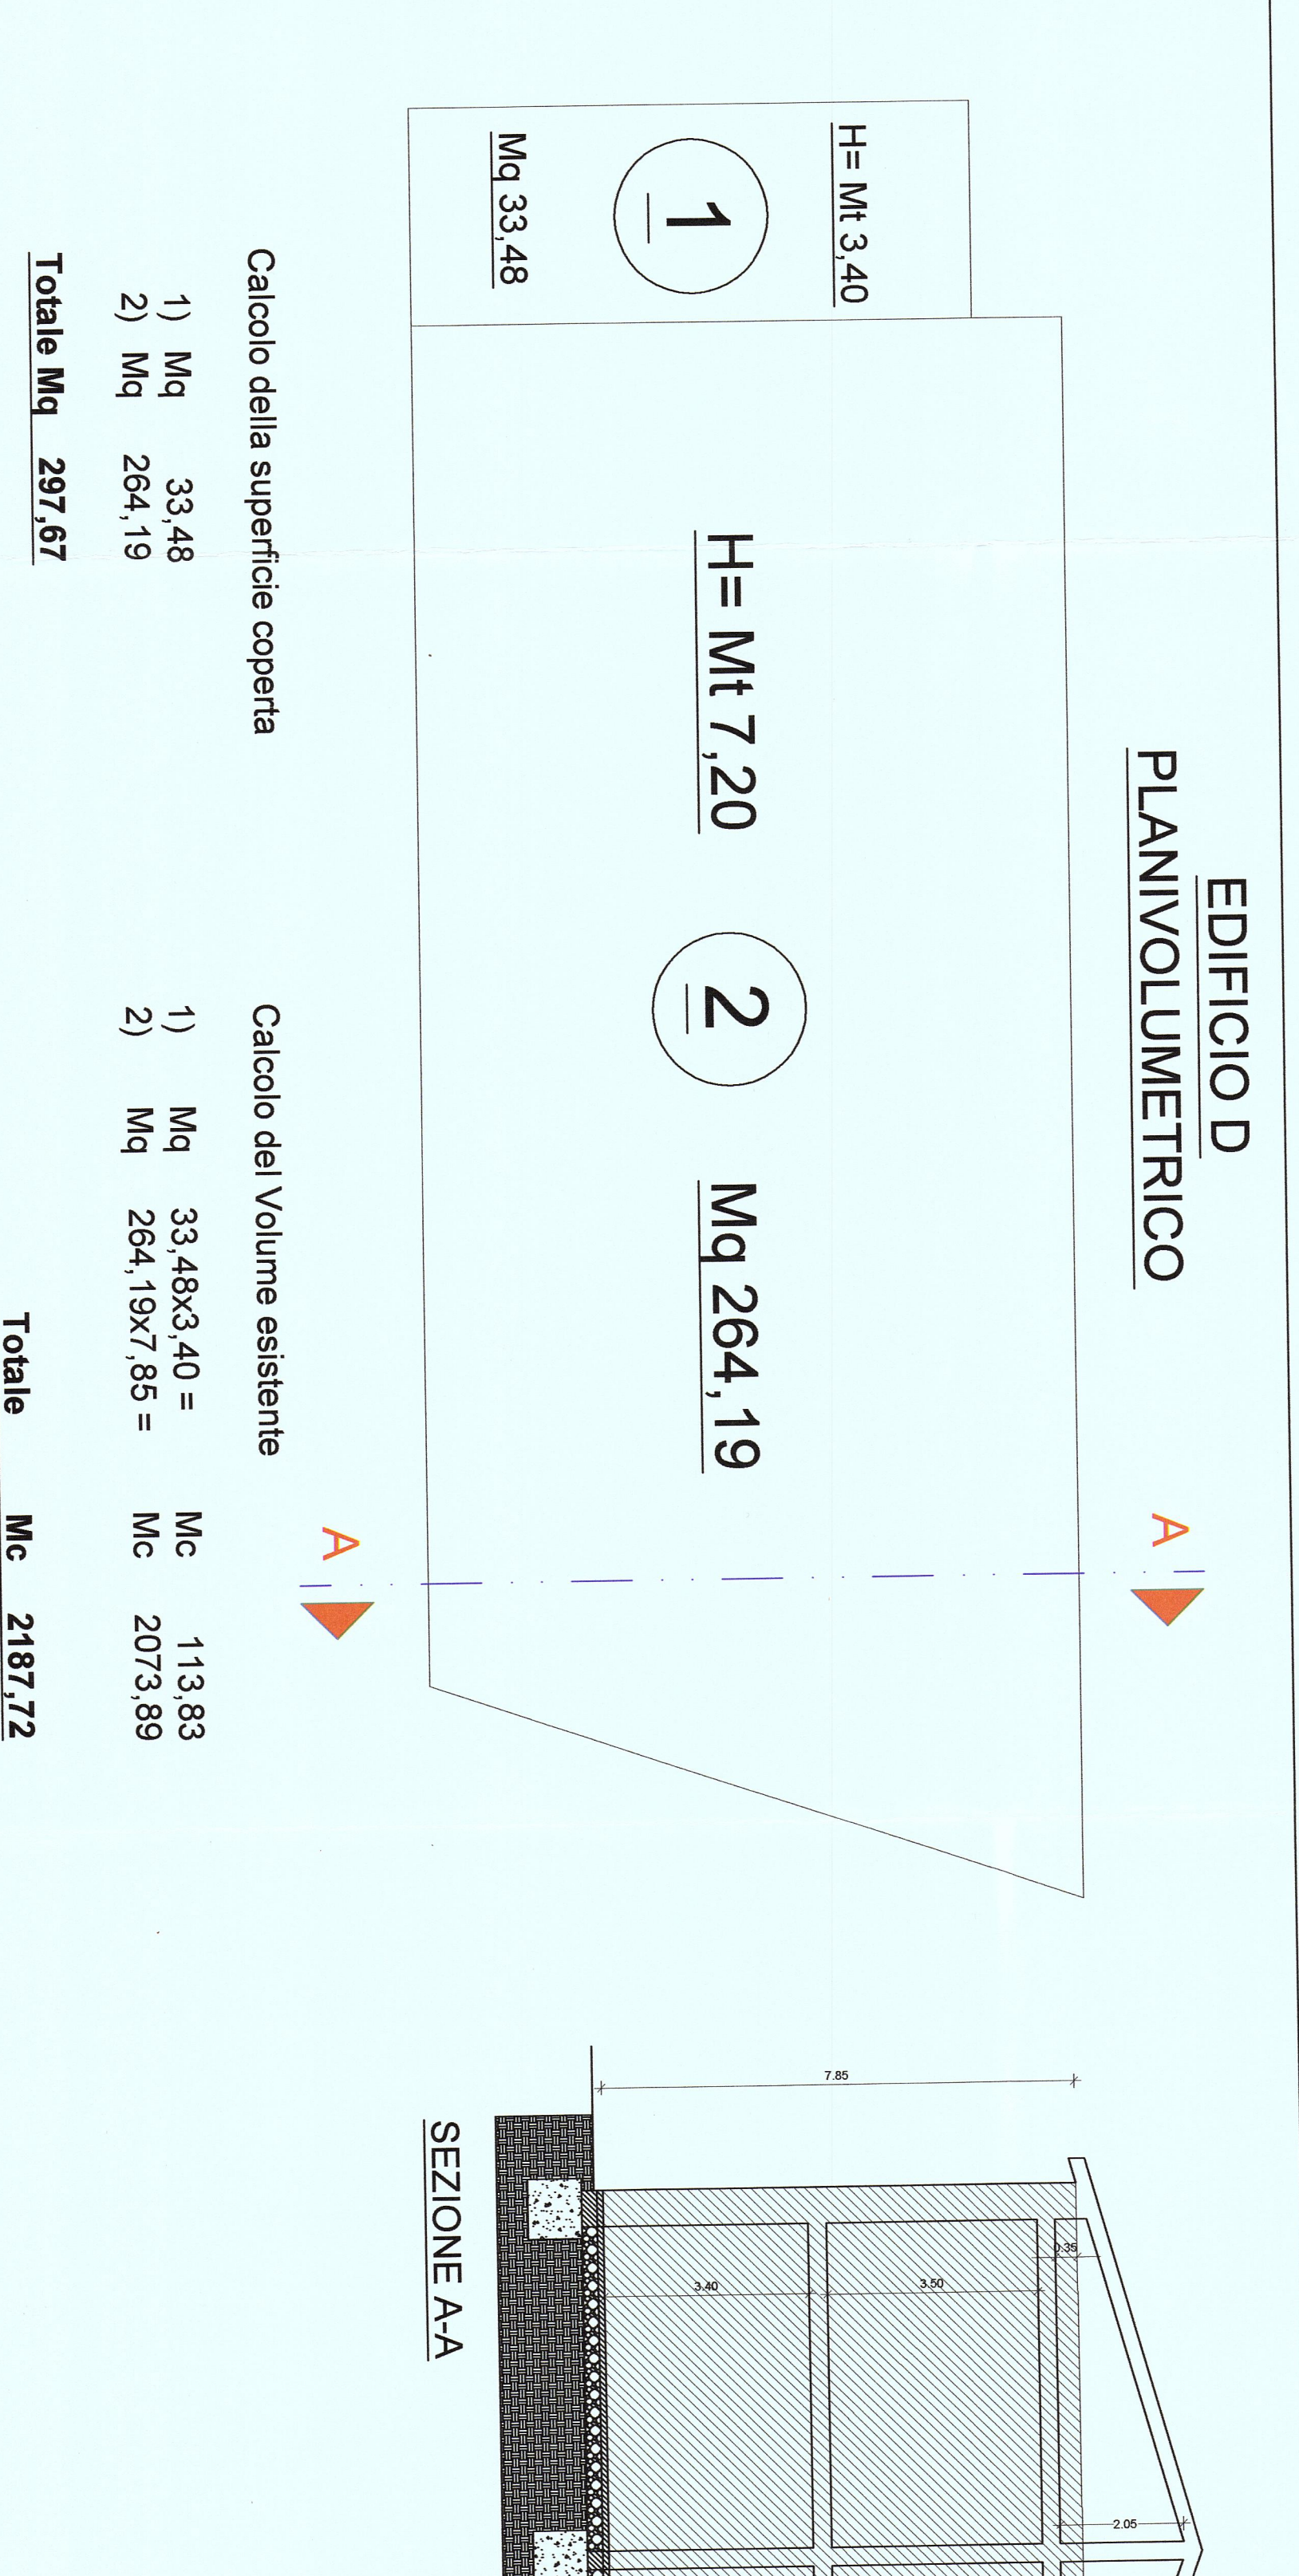 EDIFICIO D
PLANIVOLUMETRICO
H= Mt 3,40
1
Mq 33,48
H= Mt 7,20
2
Mq 264,19
A
A
Calcolo della superficie coperta
1) Mq 33,48
2) Mq 264,19
Totale Mq 297,67
Calcolo del Volume esistente
1) Mq 33,48x3,40 = Mc 113,83
2) Mq 264,19x7,85 = Mc 2073,89
Totale Mc 2187,72
7.85
0.35
3.40
3.50
2.05
SEZIONE A-A